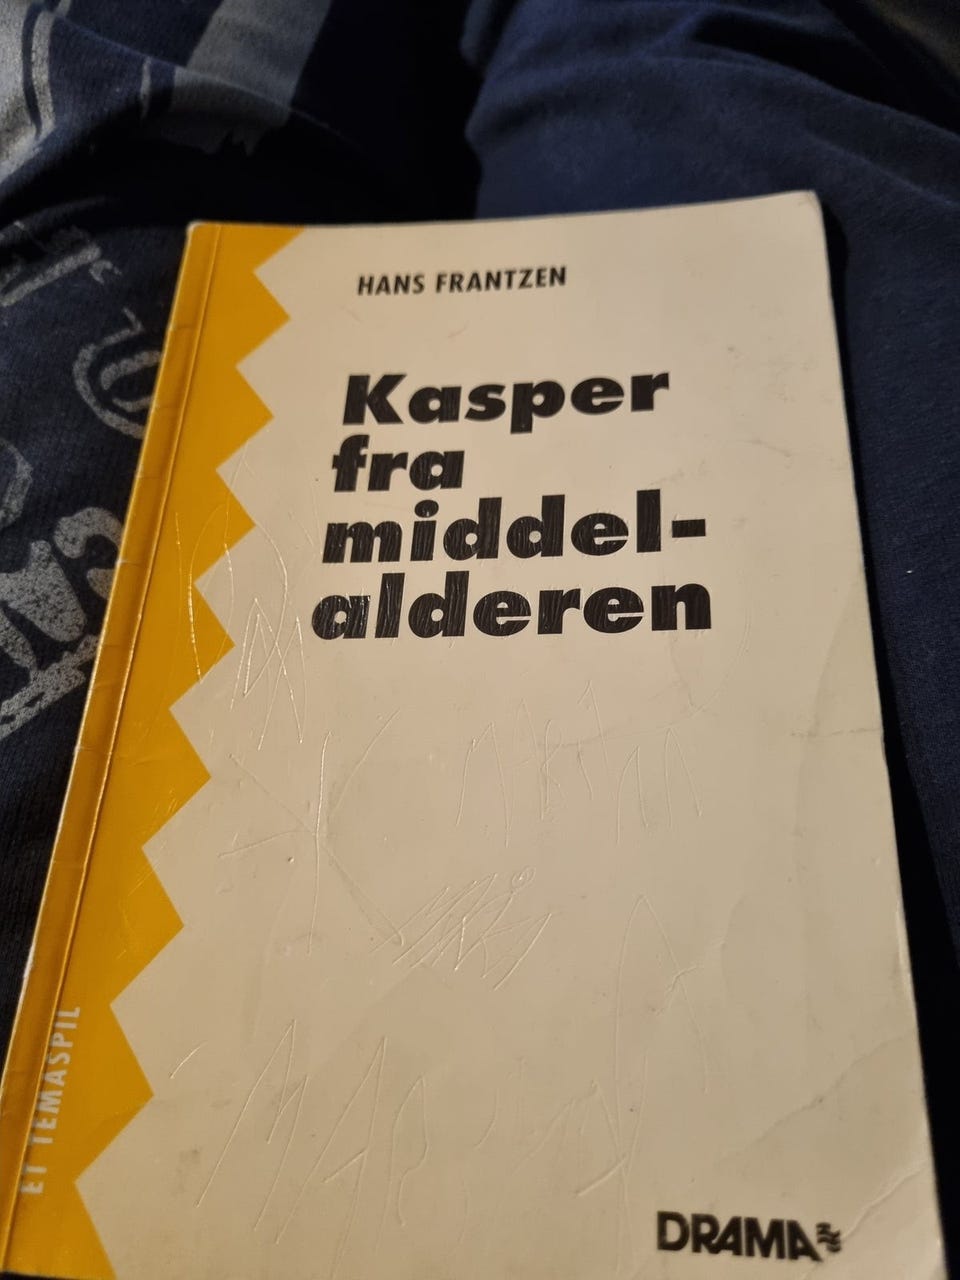 HANS FRANTZEN
Kasper
fra
middel-
alderen
ET TEMASPIL
DRAMA